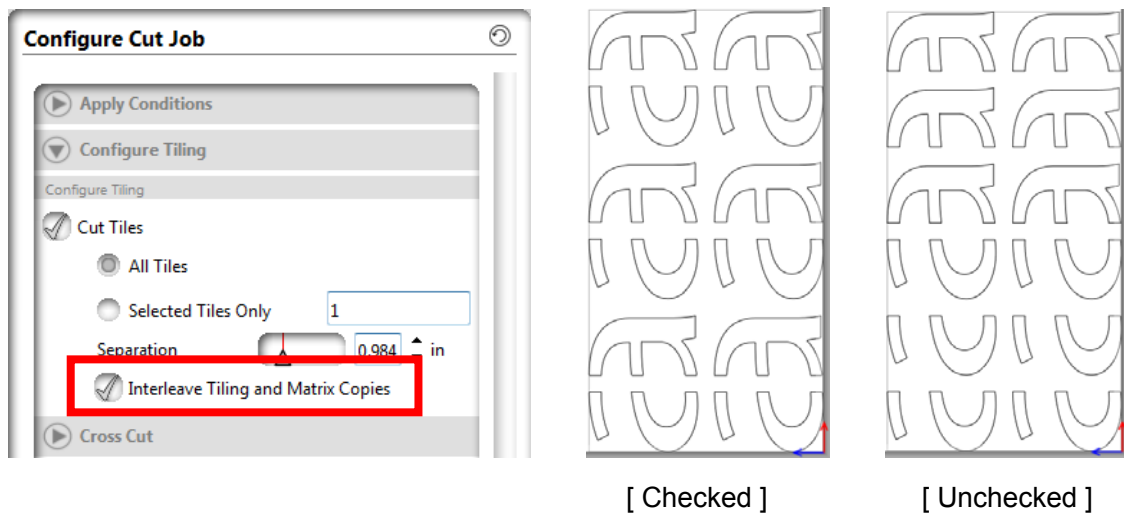 Configure Cut Job
Apply Conditions
Configure Tiling
Configure Tiling
Cut Tiles
All Tiles
Selected Tiles Only 1
Separation 0.984 in
Interleave Tiling and Matrix Copies
Cross Cut
[ Checked ] [ Unchecked ]